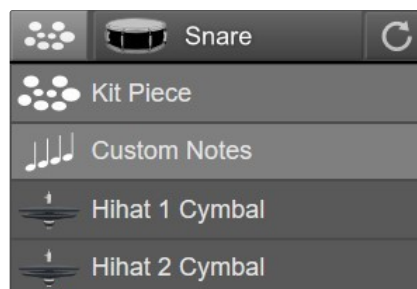 Snare
Kit Piece
Custom Notes
Hihat 1 Cymbal
Hihat 2 Cymbal